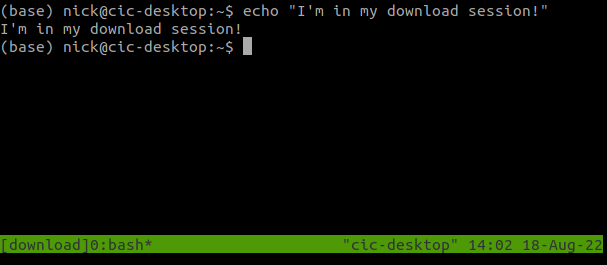 (base) nick@cic-desktop:~$ echo "I'm in my download session!"
I'm in my download session!
(base) nick@cic-desktop:~$
[download]0:bash* "cic-desktop" 14:02 18-Aug-22